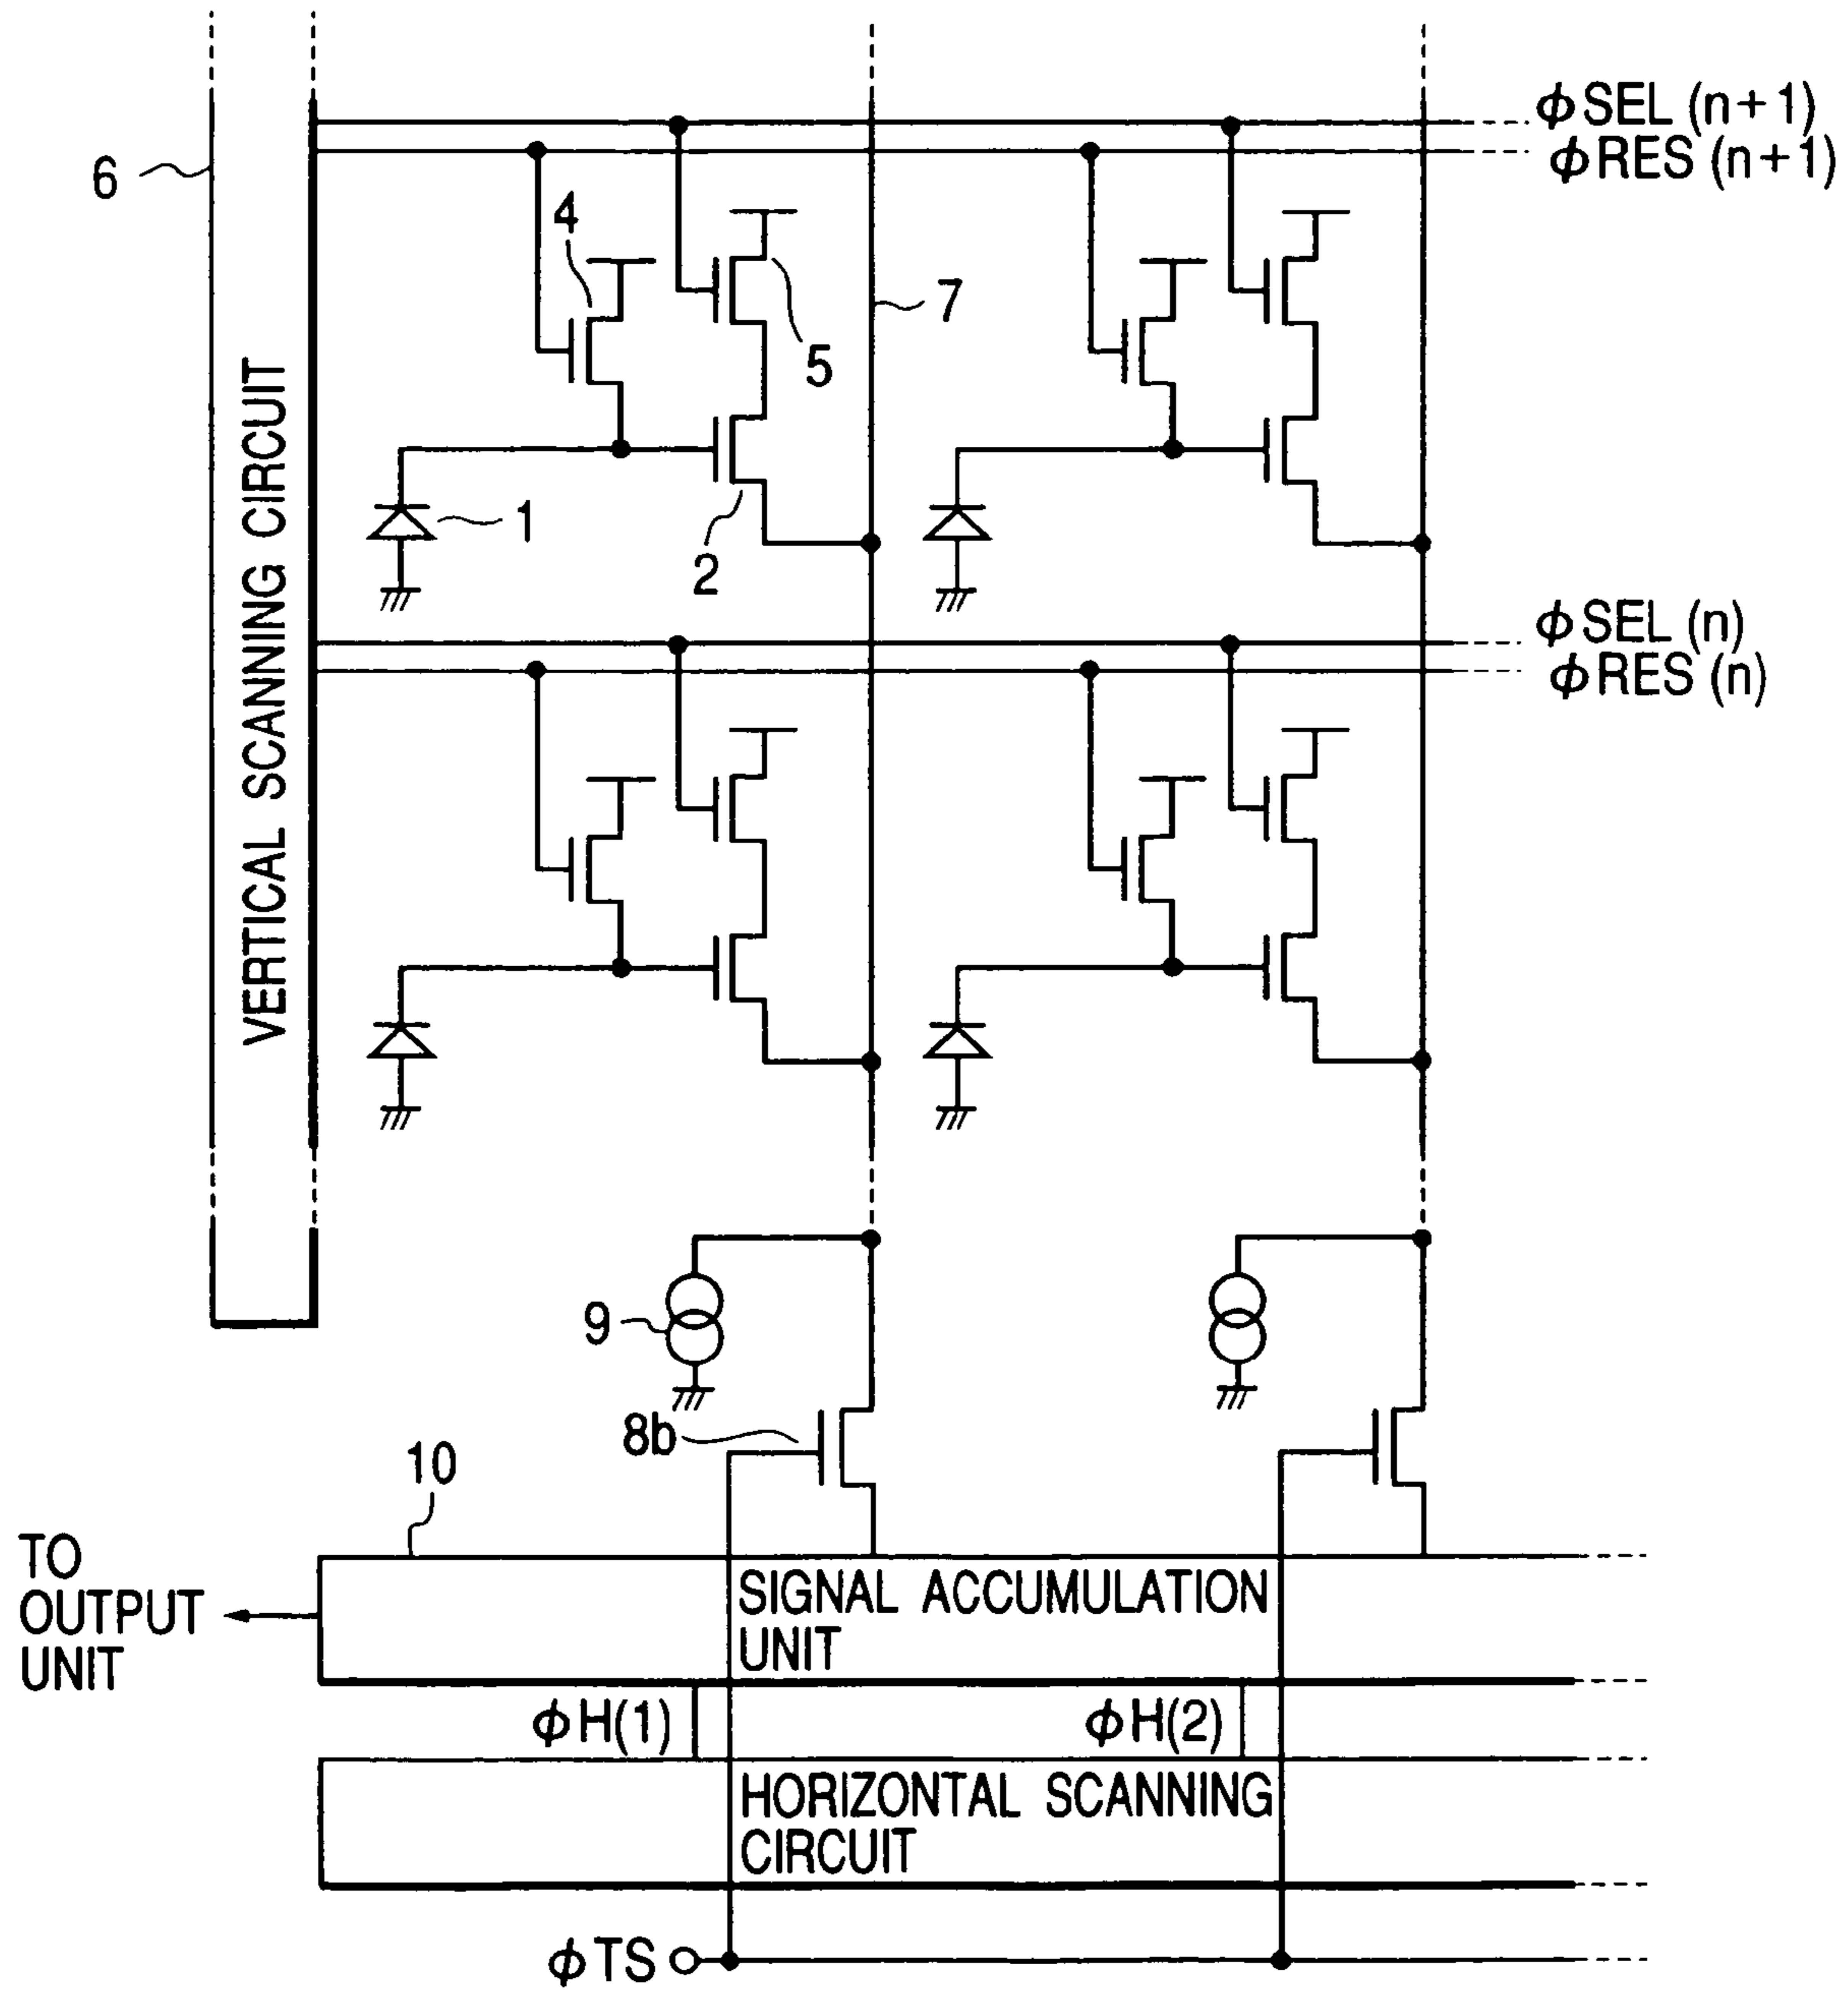 ϕSEL (n+1)
ϕRES (n+1)
6
4
7
5
1
2
VERTICAL SCANNING CIRCUIT
ϕSEL (n)
ϕRES (n)
9
8b
10
TO
OUTPUT
UNIT
SIGNAL ACCUMULATION
UNIT
ϕH(1)
ϕH(2)
HORIZONTAL SCANNING
CIRCUIT
ϕTS